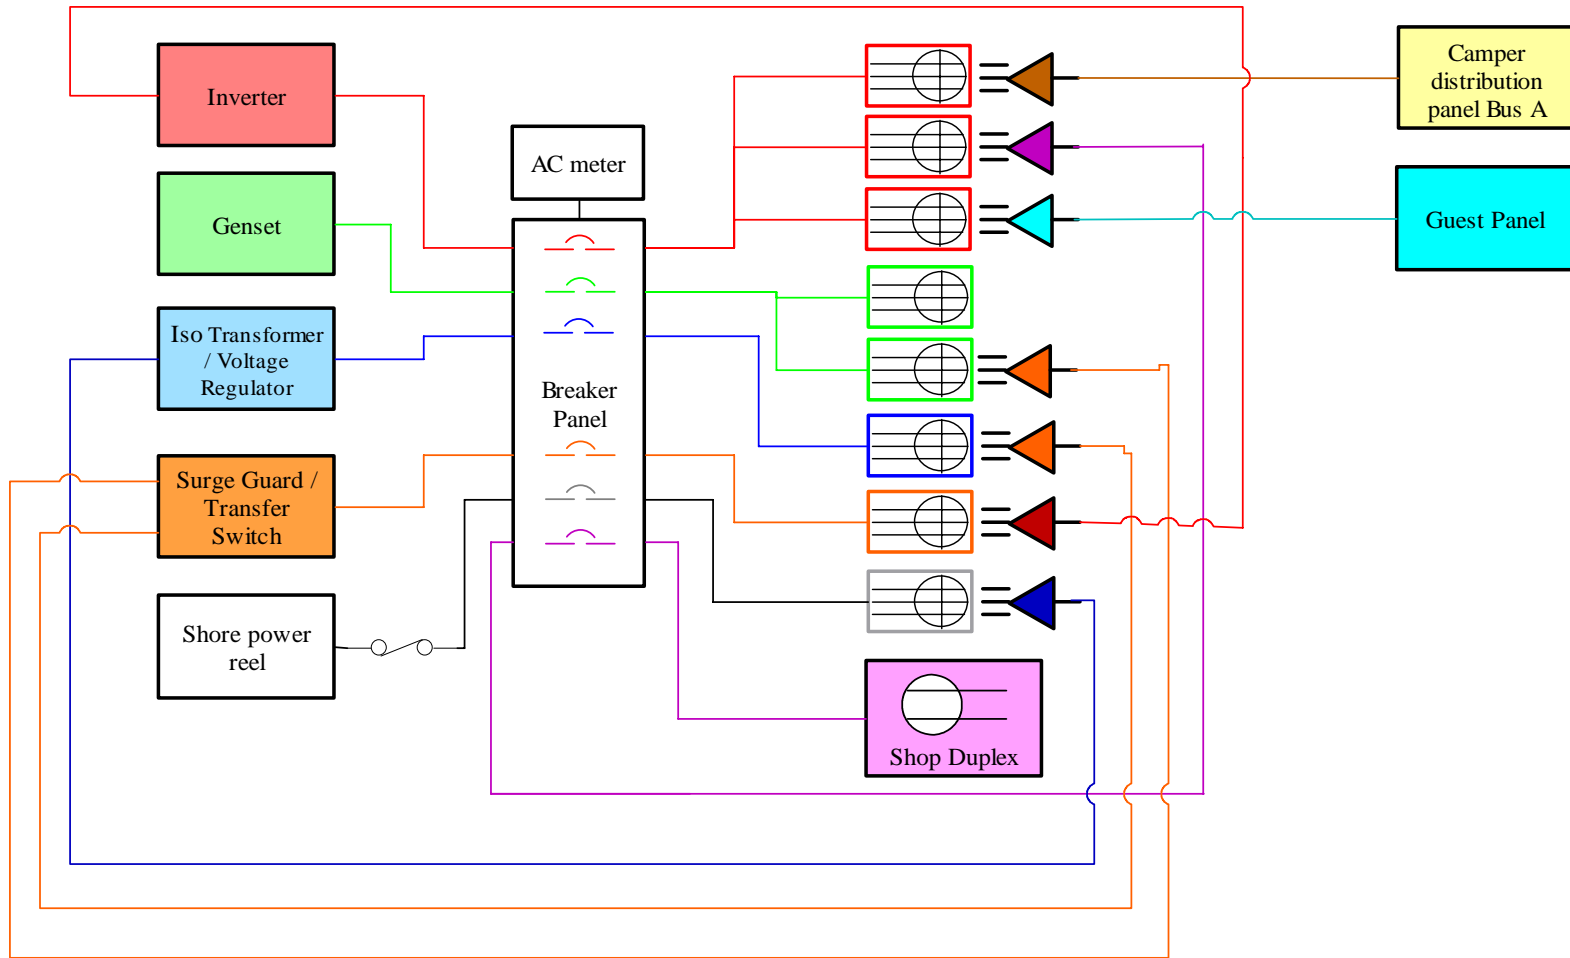 Inverter
Genset
Iso Transformer
/ Voltage
Regulator
Surge Guard /
Transfer
Switch
Shore power
reel
AC meter
Breaker
Panel
Shop Duplex
Camper
distribution
panel Bus A
Guest Panel